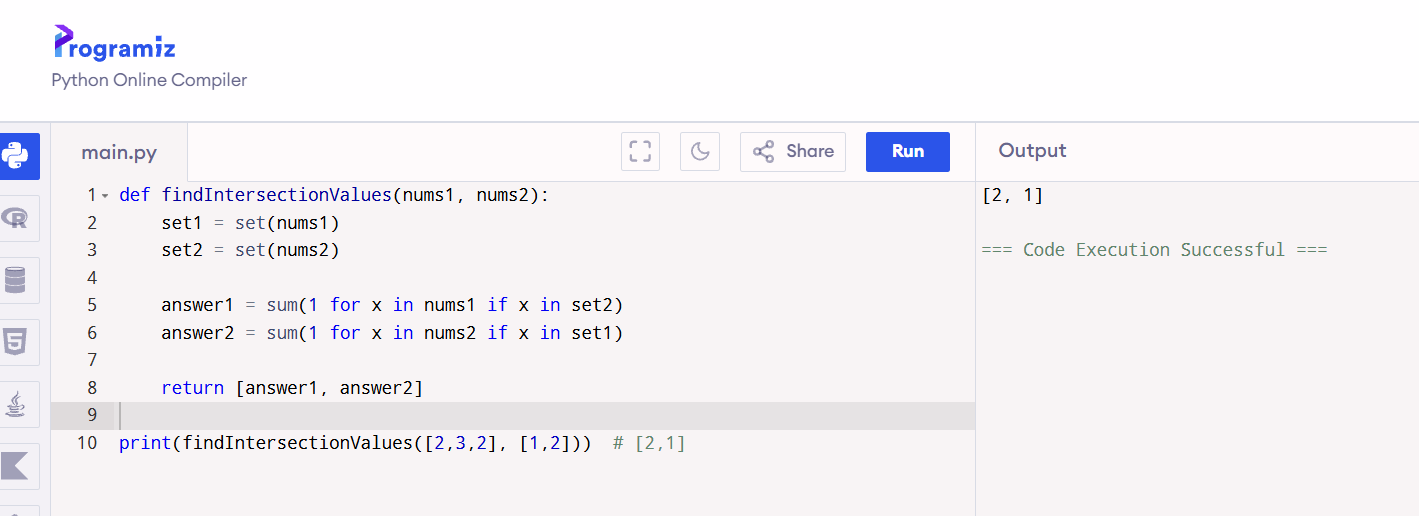 Programiz
Python Online Compiler
main.py
Share
Run
Output
1 def findIntersectionValues(nums1, nums2):
2     set1 = set(nums1)
3     set2 = set(nums2)
4
5     answer1 = sum(1 for x in nums1 if x in set2)
6     answer2 = sum(1 for x in nums2 if x in set1)
7
8     return [answer1, answer2]
9
10 print(findIntersectionValues([2,3,2], [1,2]))  # [2,1]
[2, 1]
=== Code Execution Successful ===